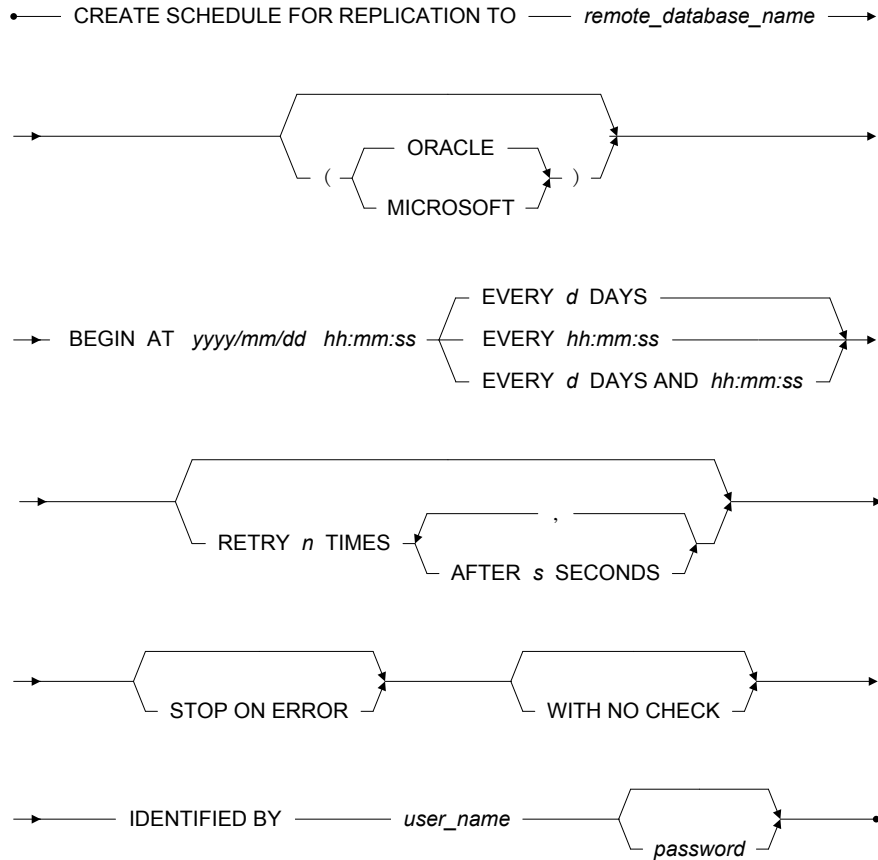 CREATE SCHEDULE FOR REPLICATION TO remote_database_name
ORACLE
( )
MICROSOFT
EVERY d DAYS
BEGIN AT yyyy/mm/dd hh:mm:ss EVERY hh:mm:ss
EVERY d DAYS AND hh:mm:ss
,
RETRY n TIMES
AFTER s SECONDS
STOP ON ERROR WITH NO CHECK
IDENTIFIED BY user_name
password